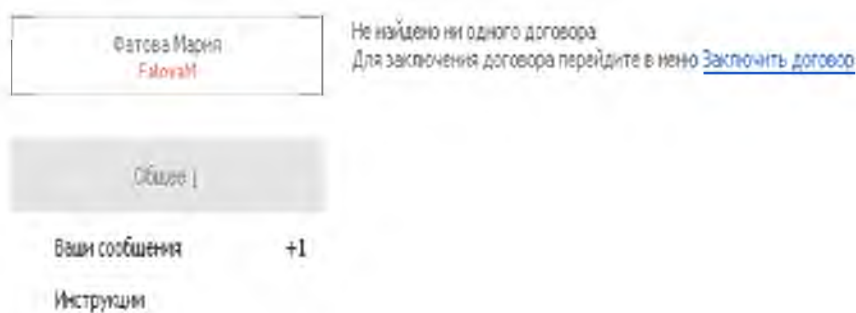 Фатова Мария
FatovaM
Не найдено ни одного договора
Для заключения договора перейдите в меню Заключить договор
Общее
Ваши сообщения +1
Инструкции